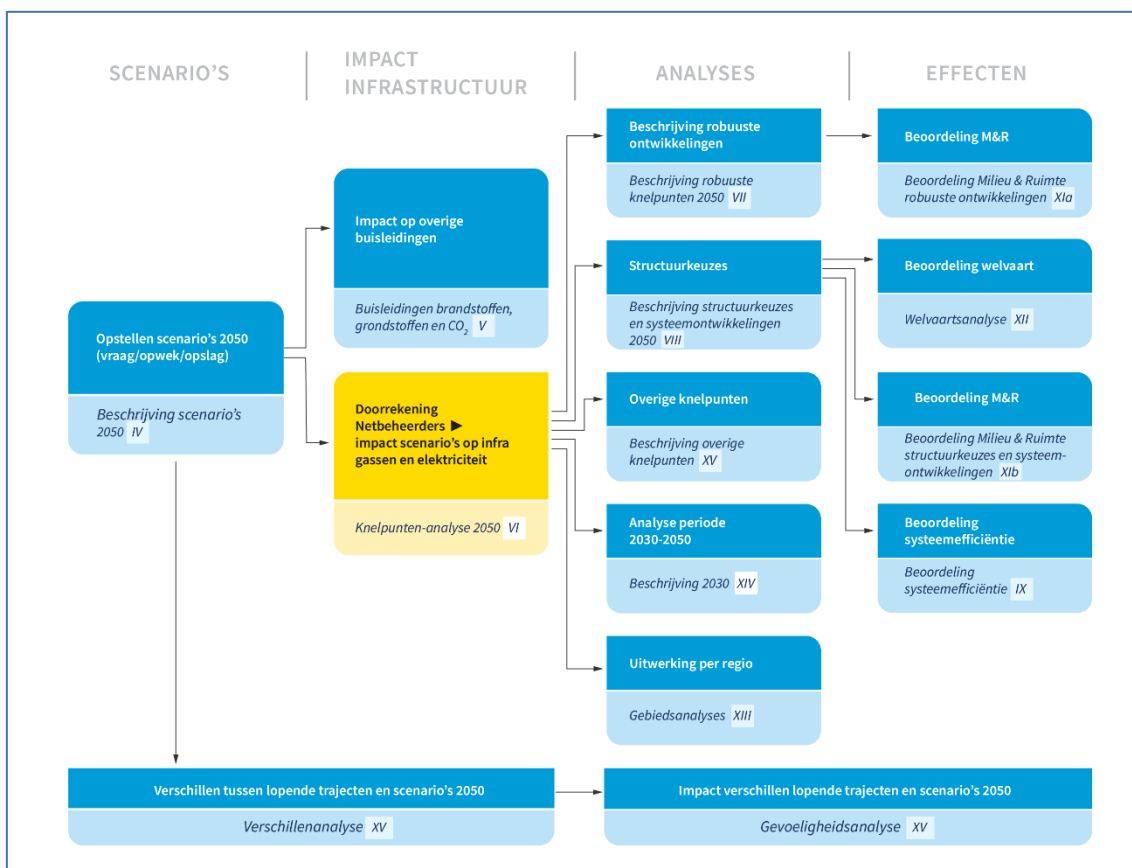 SCENARIO'S
IMPACT
INFRASTRUCTUUR
ANALYSES
EFFECTEN
Opstellen scenario's 2050
(vraag/opwek/opslag)
Beschrijving scenario's
2050 IV
Impact op overige
buisleidingen
Buisleidingen brandstoffen,
grondstoffen en CO₂ V
Doorrekening
Netbeheerders ►
impact scenario's op infra
gassen en elektriciteit
Knelpunten-analyse 2050 VI
Beschrijving robuuste
ontwikkelingen
Beschrijving robuuste
knelpunten 2050 VII
Structuurkeuzes
Beschrijving structuurkeuzes
en systeemontwikkelingen
2050 VIII
Overige knelpunten
Beschrijving overige
knelpunten XV
Analyse periode
2030-2050
Beschrijving 2030 XIV
Uitwerking per regio
Gebiedsanalyses XIII
Beoordeling M&R
Beoordeling Milieu & Ruimte
robuuste ontwikkelingen XIa
Beoordeling welvaart
Welvaartsanalyse XII
Beoordeling M&R
Beoordeling Milieu & Ruimte
structuurkeuzes en systeem-
ontwikkelingen XIb
Beoordeling
systeemefficiëntie
Beoordeling
systeemefficiëntie IX
Verschillen tussen lopende trajecten en scenario's 2050
Verschillenanalyse XV
Impact verschillen lopende trajecten en scenario's 2050
Gevoeligheidsanalyse XV